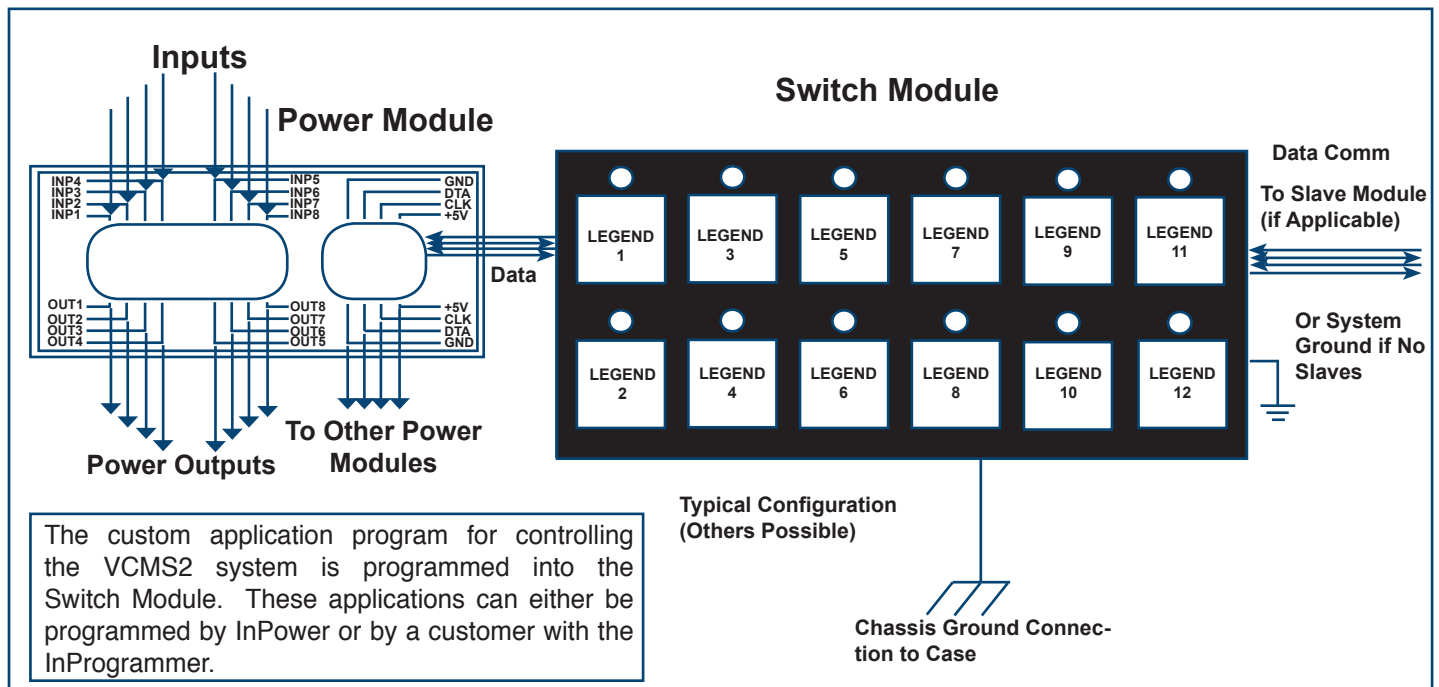 Inputs
Power Module
Switch Module
INP4
INP3
INP2
INP1
INP5
INP6
INP7
INP8
GND
DTA
CLK
+5V
OUT1
OUT2
OUT3
OUT4
OUT8
OUT7
OUT6
OUT5
+5V
CLK
DTA
GND
Data
Power Outputs
To Other Power
Modules
LEGEND
1
LEGEND
3
LEGEND
5
LEGEND
7
LEGEND
9
LEGEND
11
LEGEND
2
LEGEND
4
LEGEND
6
LEGEND
8
LEGEND
10
LEGEND
12
Data Comm
To Slave Module
(if Applicable)
Or System
Ground if No
Slaves
Typical Configuration
(Others Possible)
Chassis Ground Connec-
tion to Case
The custom application program for controlling
the VCMS2 system is programmed into the
Switch Module. These applications can either be
programmed by InPower or by a customer with the
InProgrammer.